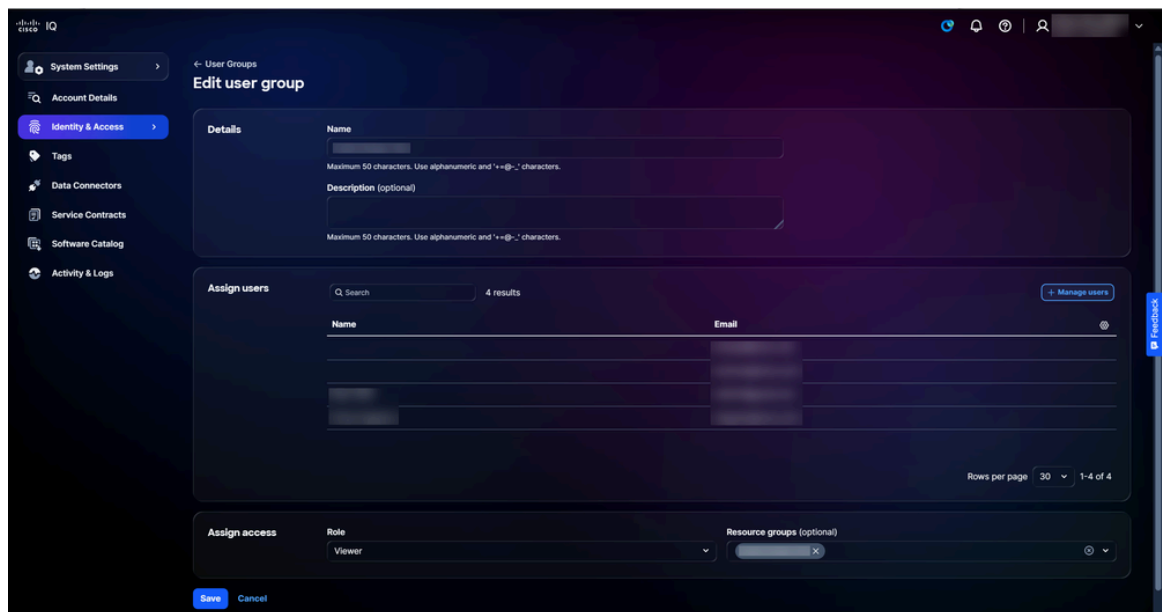 cisco IQ
System Settings
Account Details
Identity & Access
Tags
Data Connectors
Service Contracts
Software Catalog
Activity & Logs
← User Groups
Edit user group
Details
Name
Maximum 50 characters. Use alphanumeric and '+=@-_' characters.
Description (optional)
Maximum 50 characters. Use alphanumeric and '+=@-_' characters.
Assign users
Search
4 results
+ Manage users
Name Email
Rows per page 30 1-4 of 4
Assign access
Role
Viewer
Resource groups (optional)
Save Cancel
Feedback